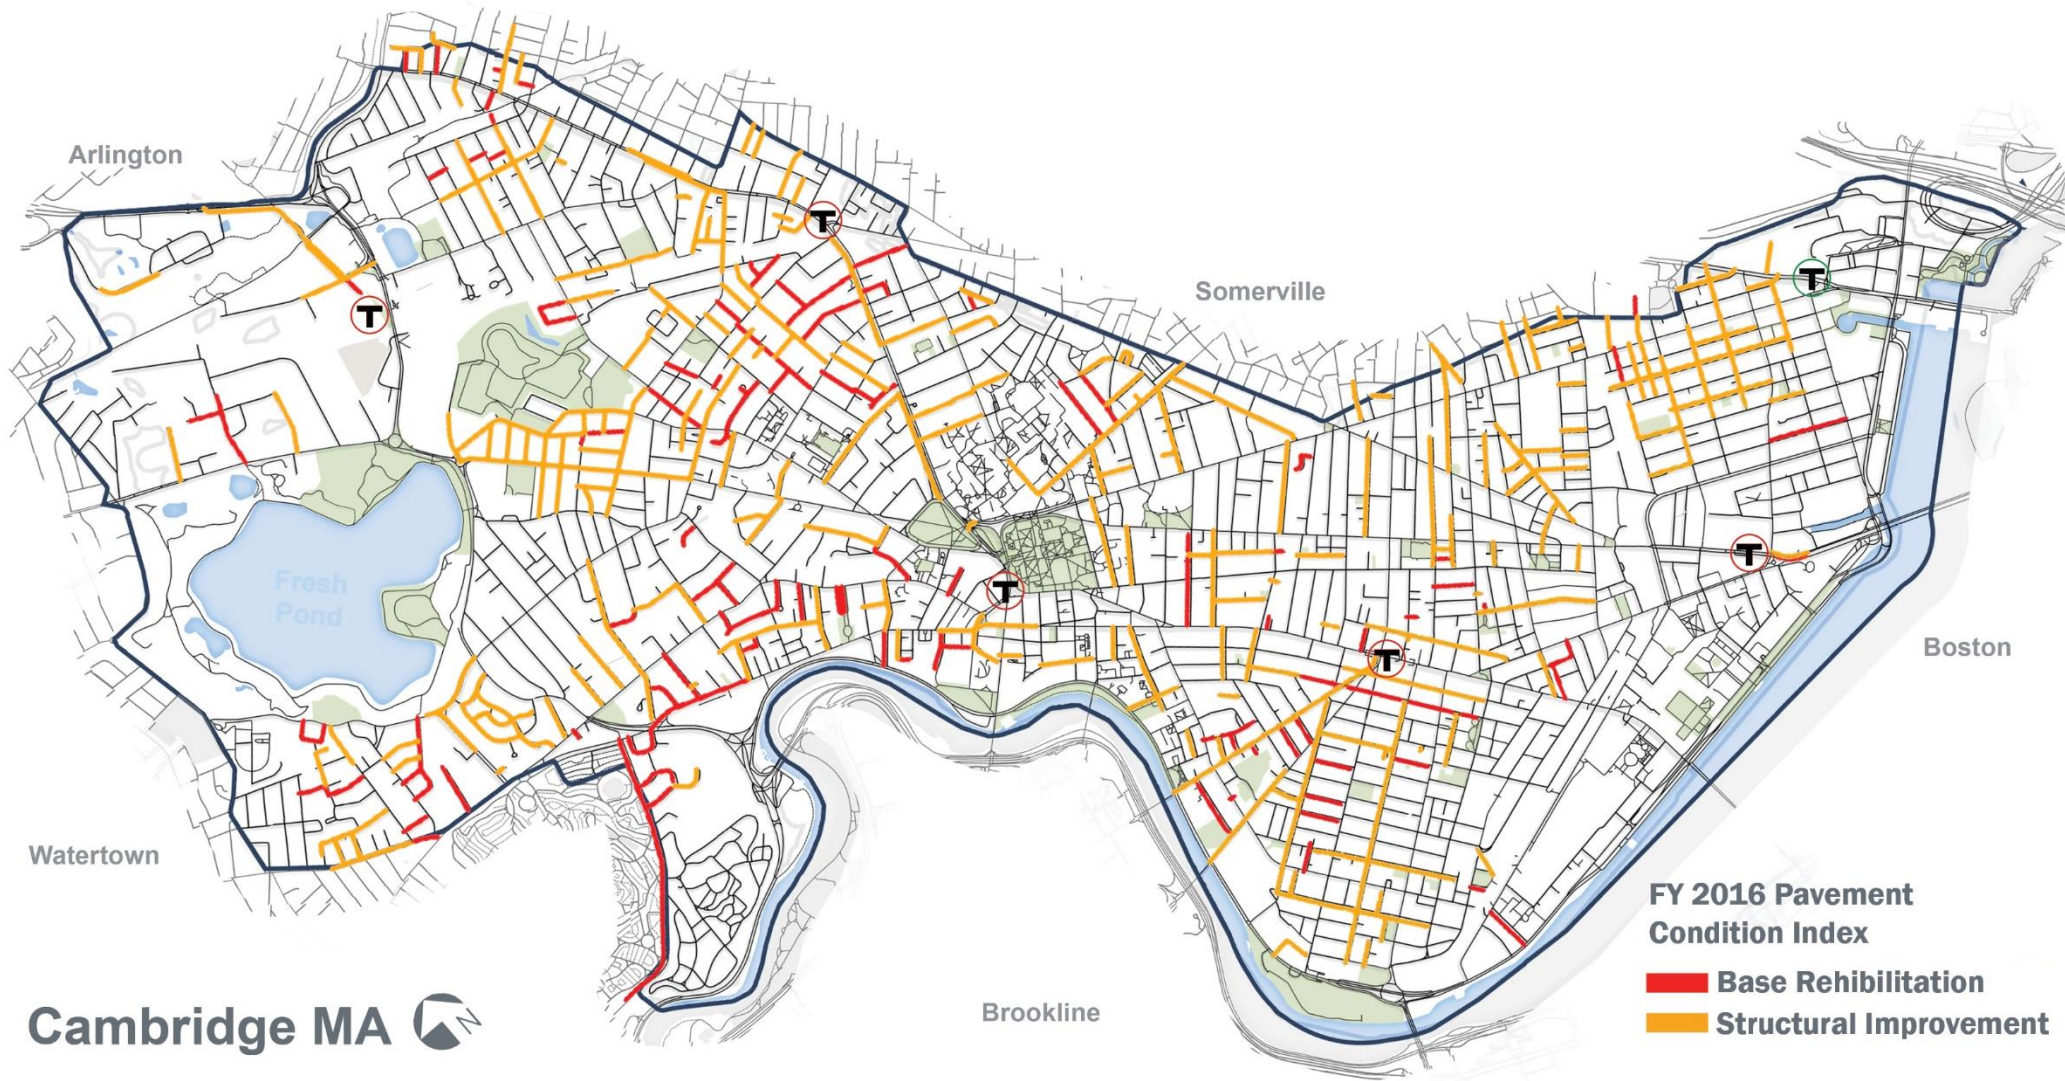 Arlington
T
T
T
Somerville
T
Fresh
Pond
T
T
Boston
Watertown
FY 2016 Pavement
Condition Index
Base Rehibilitation
Structural Improvement
Brookline
Cambridge MA
N